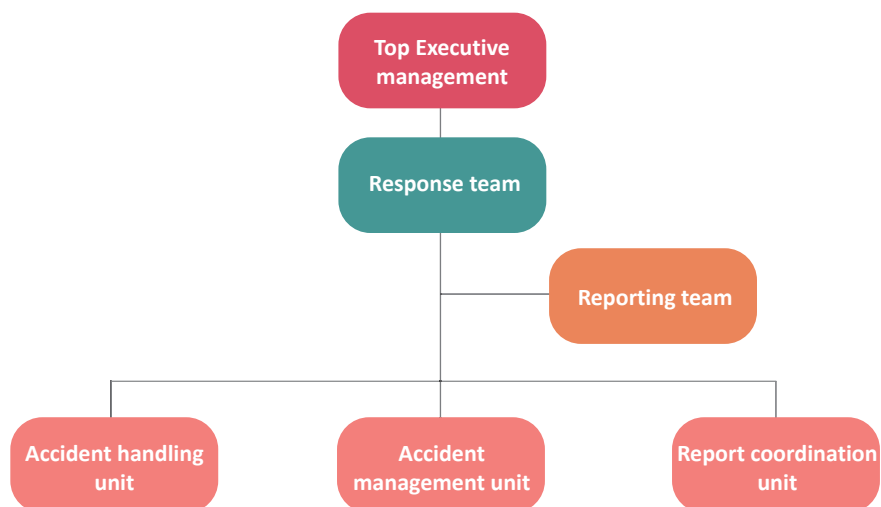 Top Executive
management
Response team
Reporting team
Accident handling
unit
Accident
management unit
Report coordination
unit